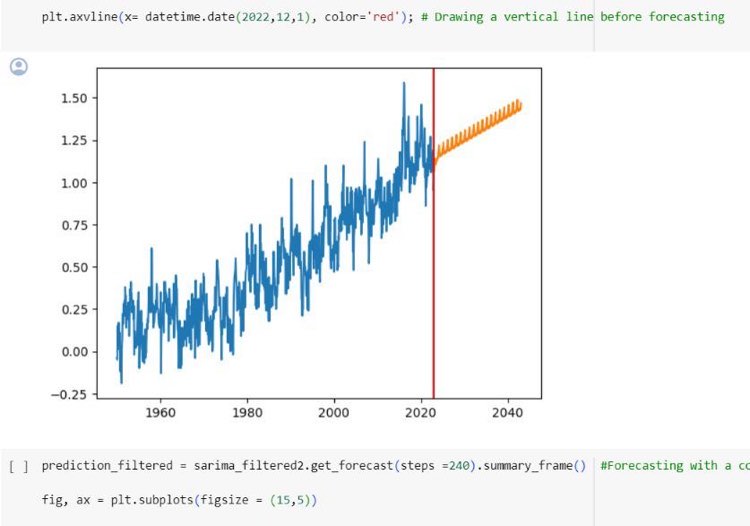 plt.axvline(x= datetime.date(2022,12,1), color='red'); # Drawing a vertical line before forecasting
1.50
1.25
1.00
0.75
0.50
0.25
0.00
−0.25
1960 1980 2000 2020 2040
[ ] prediction_filtered = sarima_filtered2.get_forecast(steps =240).summary_frame() #Forecasting with a co
fig, ax = plt.subplots(figsize = (15,5))